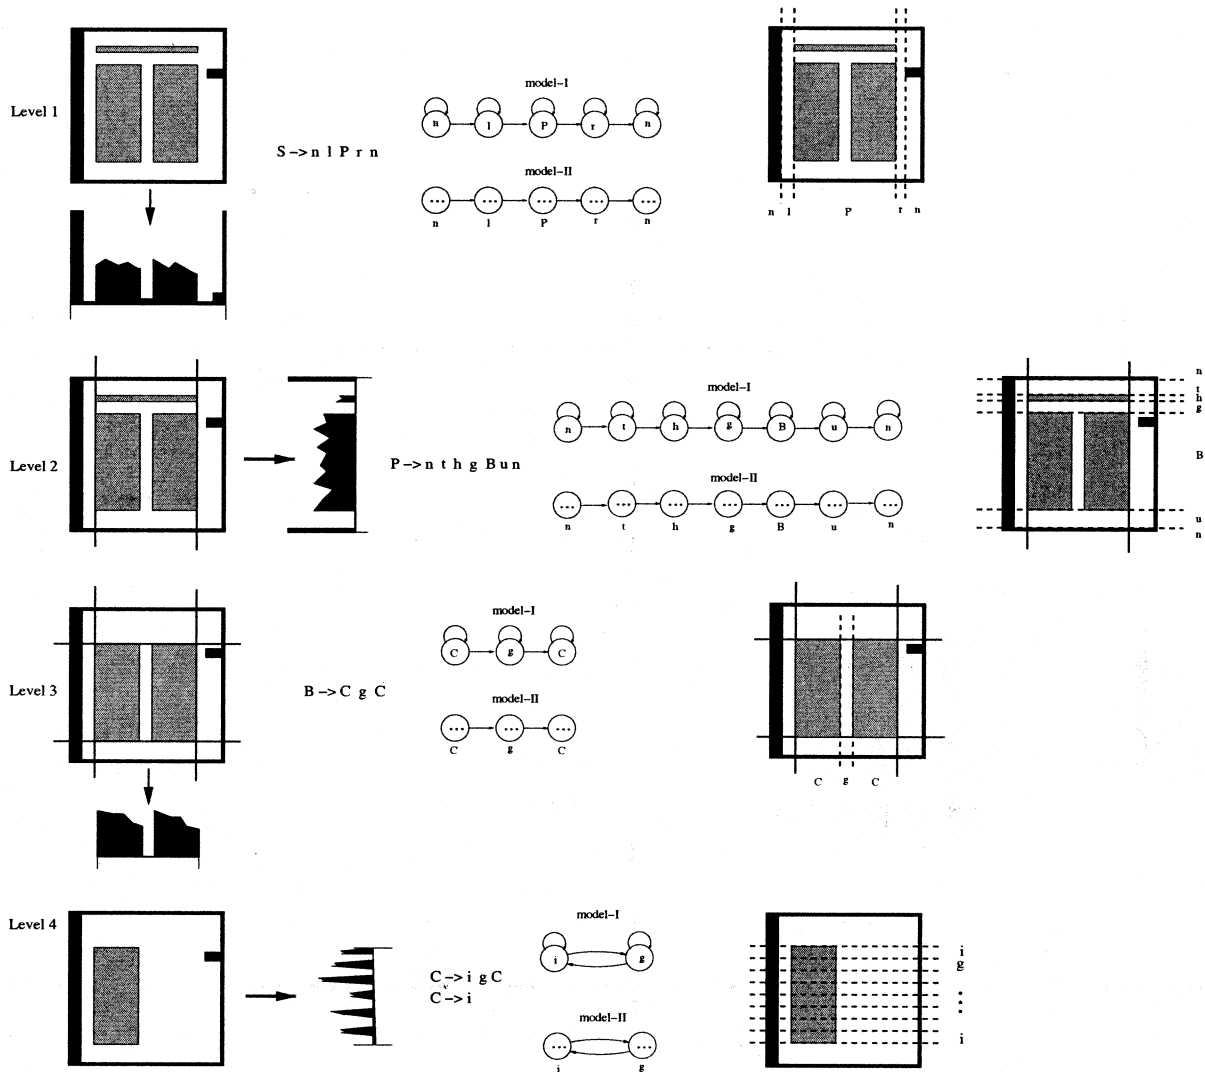 Level 1
S->n l P r n
model-I
n l P r n
model-II
... ... ... ... ...
n l P r n
n l P r n
Level 2
P->n t h g B u n
model-I
n t h g B u n
model-II
... ... ... ... ... ... ...
n t h g B u n
n
t
h
g
B
u
n
Level 3
B->C g C
model-I
C g C
model-II
... ... ...
C g C
C g C
Level 4
C->i g C
C->i
model-I
i g
model-II
... ...
i g
i
g
i